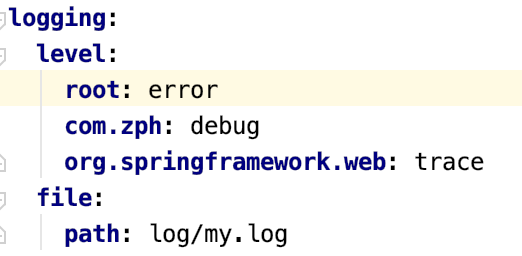 logging:
  level:
    root: error
    com.zph: debug
    org.springframework.web: trace
  file:
    path: log/my.log